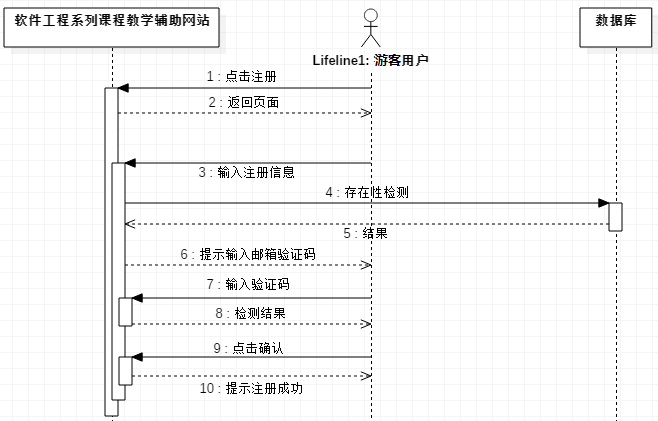 软件工程系列课程教学辅助网站
数据库
Lifeline1: 游客用户
1 : 点击注册
2 : 返回页面
3 : 输入注册信息
4 : 存在性检测
5 : 结果
6 : 提示输入邮箱验证码
7 : 输入验证码
8 : 检测结果
9 : 点击确认
10 : 提示注册成功